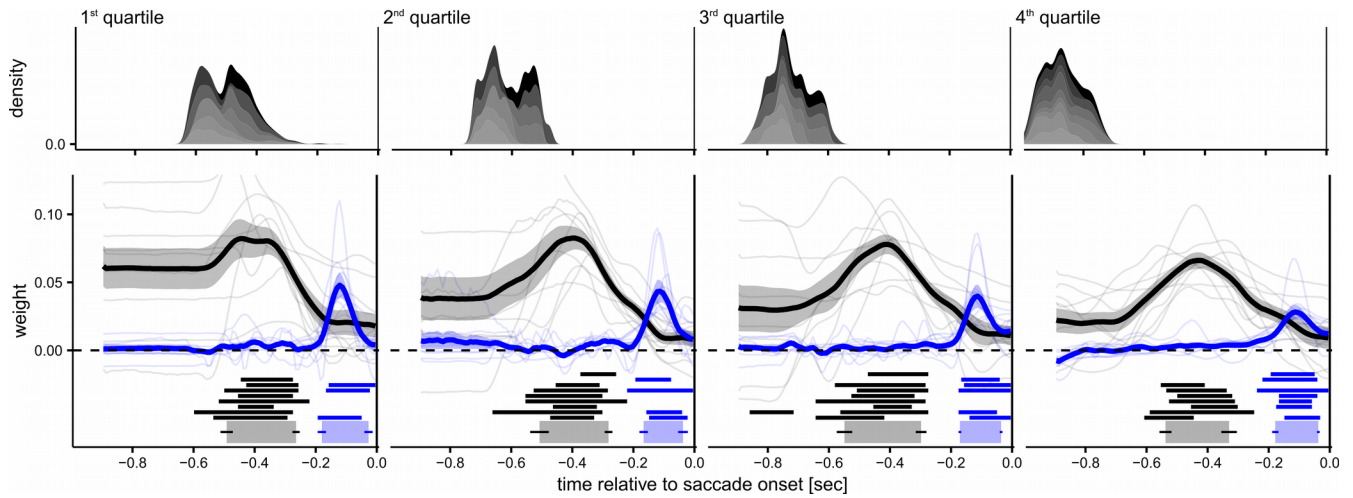 1st quartile
2nd quartile
3rd quartile
4th quartile
density
0.0
weight
0.10
0.05
0.00
−0.8 −0.6 −0.4 −0.2 0.0
−0.8 −0.6 −0.4 −0.2 0.0
−0.8 −0.6 −0.4 −0.2 0.0
−0.8 −0.6 −0.4 −0.2 0.0
time relative to saccade onset [sec]